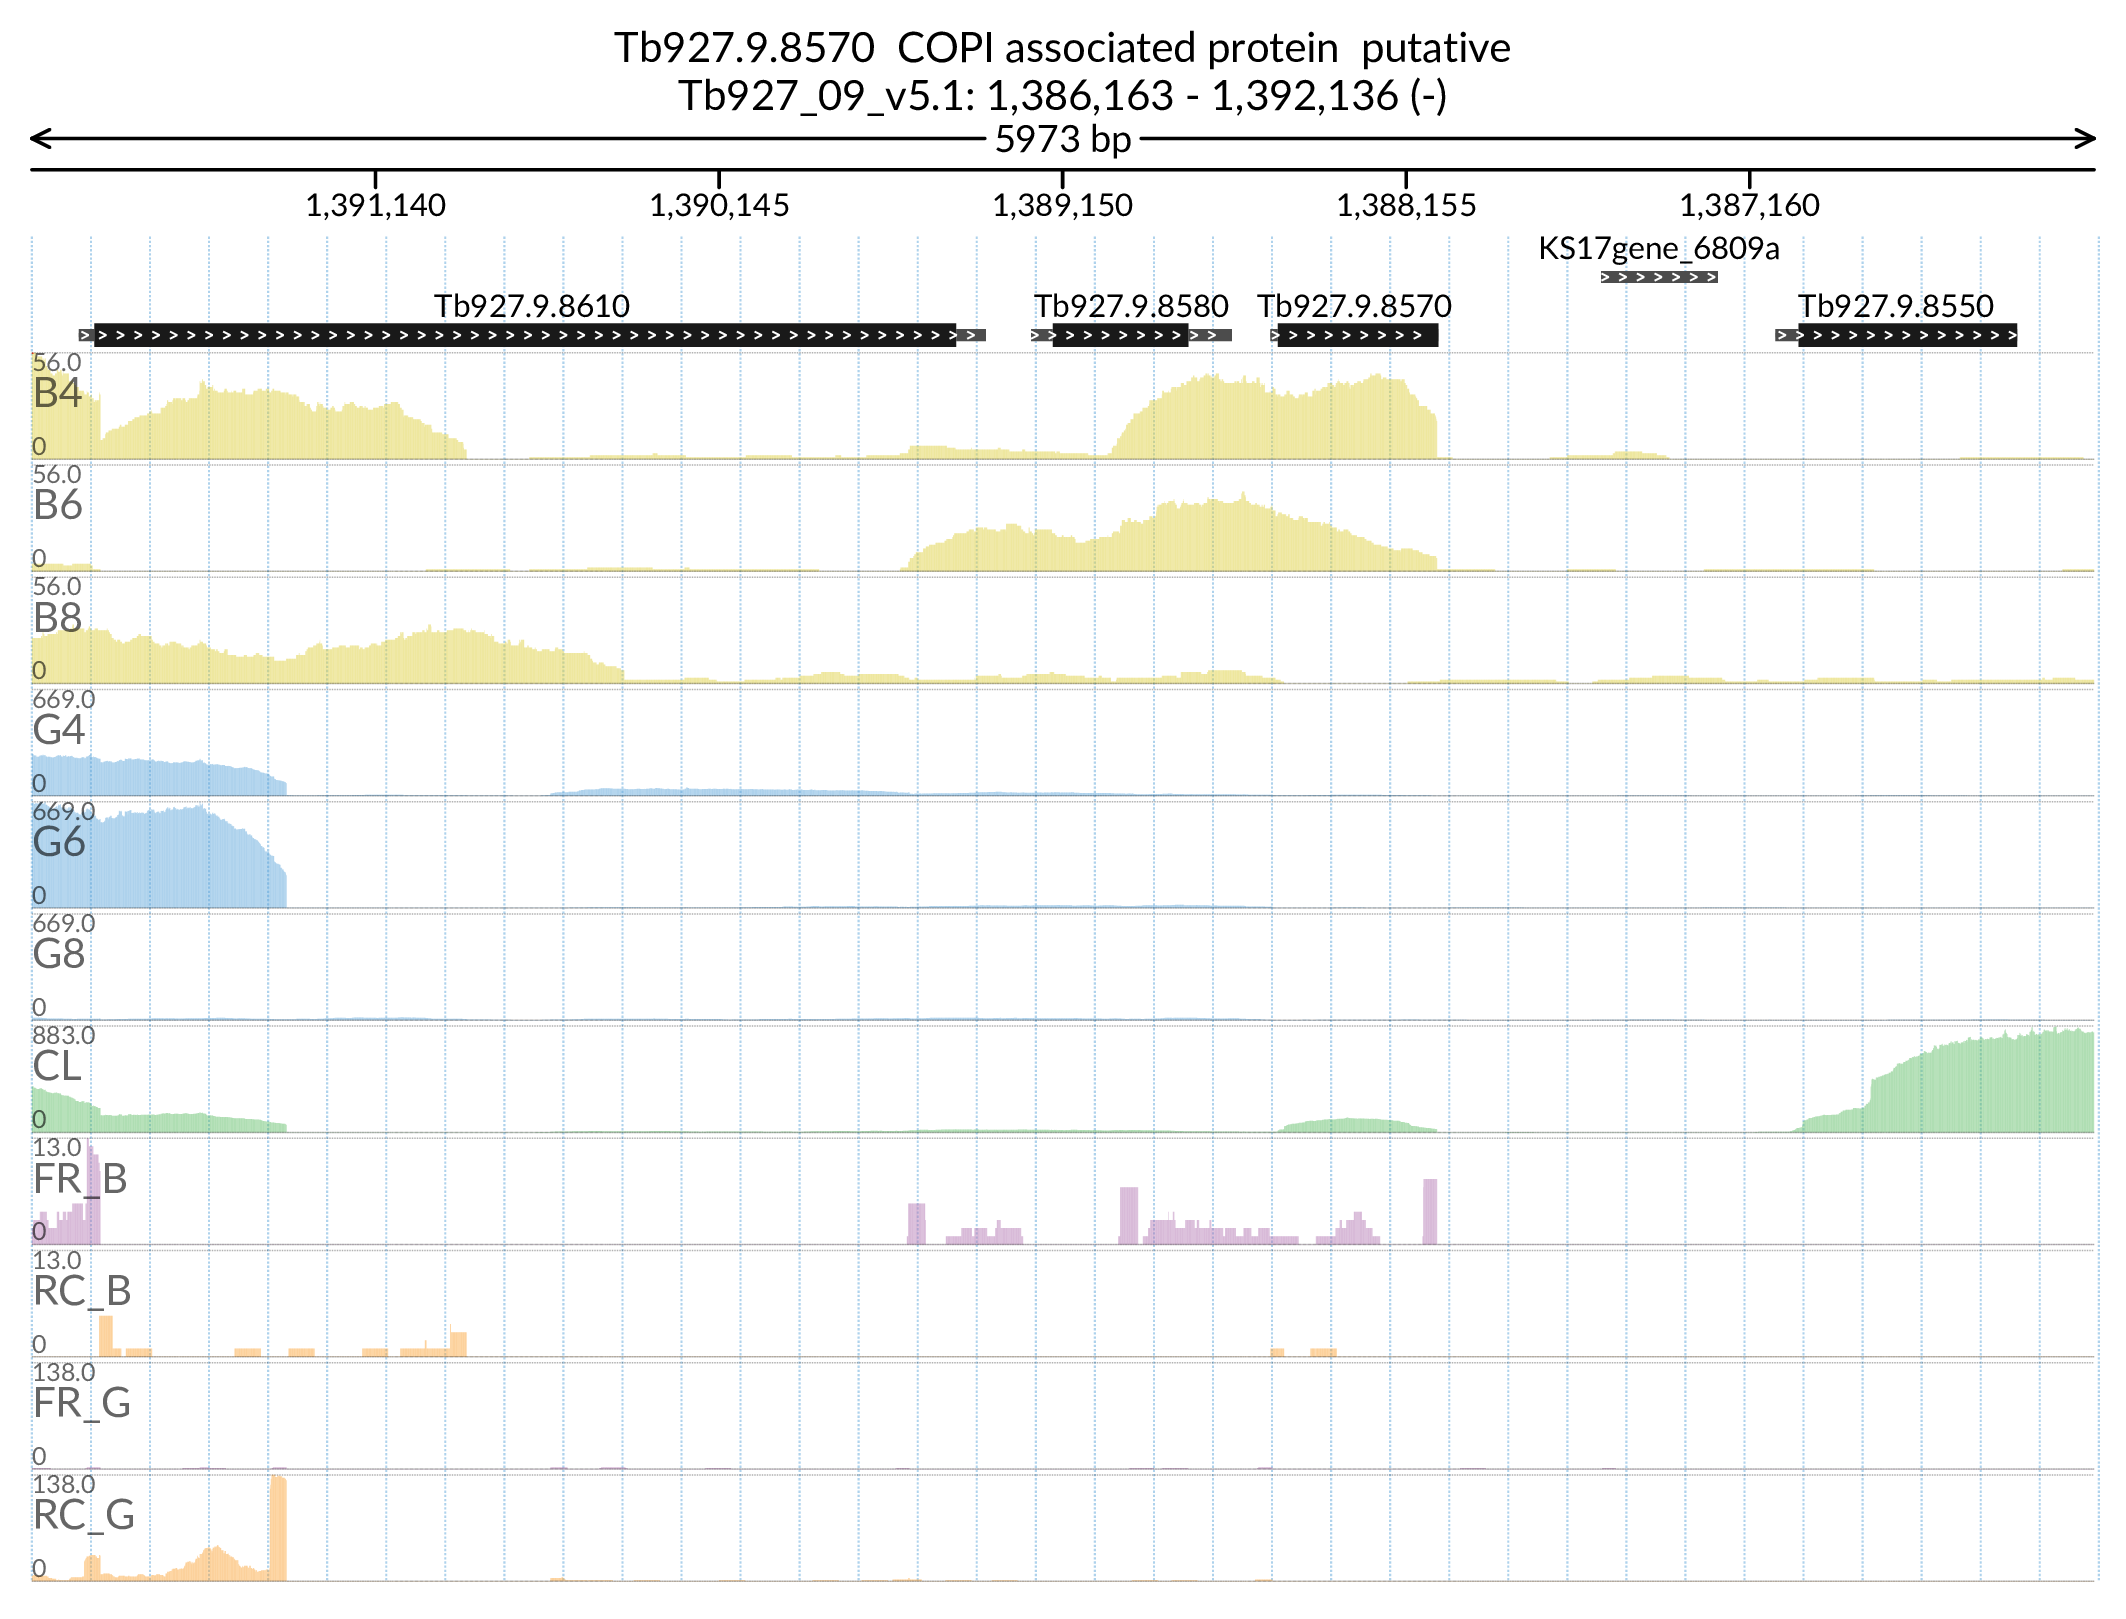 Tb927.9.8570  COPI associated protein  putative
Tb927_09_v5.1: 1,386,163 - 1,392,136 (-)
5973 bp
1,391,140 1,390,145 1,389,150 1,388,155 1,387,160
KS17gene_6809a
Tb927.9.8610 Tb927.9.8580 Tb927.9.8570 Tb927.9.8550
56.0
B4
0
56.0
B6
0
56.0
B8
0
669.0
G4
0
669.0
G6
0
669.0
G8
0
883.0
CL
0
13.0
FR_B
0
13.0
RC_B
0
138.0
FR_G
0
138.0
RC_G
0